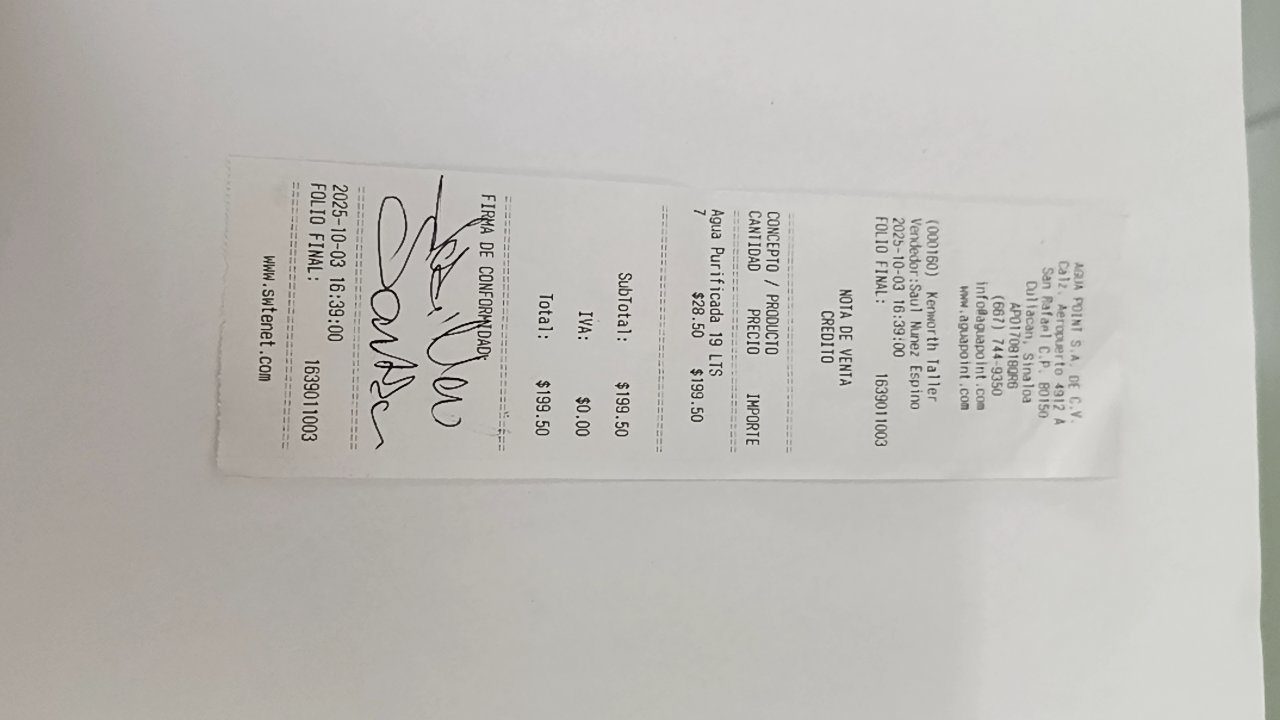 AGUA POINT S.A. DE C.V.
Calz. Aeropuerto 4912 A
San Rafael C.P. 80150
Culiacan, Sinaloa
APO170818QR6
(667) 744-9350
info@aguapoint.com
www.aguapoint.com
(000160) Kenworth Taller
Vendedor:Saul Nunez Espino
2025-10-03 16:39:00
FOLIO FINAL: 1639011003
NOTA DE VENTA
CREDITO
CONCEPTO / PRODUCTO
CANTIDAD PRECIO IMPORTE
Agua Purificada 19 LTS
7 $28.50 $199.50
SubTotal: $199.50
IVA: $0.00
Total: $199.50
FIRMA DE CONFORMIDAD
2025-10-03 16:39:00
FOLIO FINAL: 1639011003
www.swtenet.com